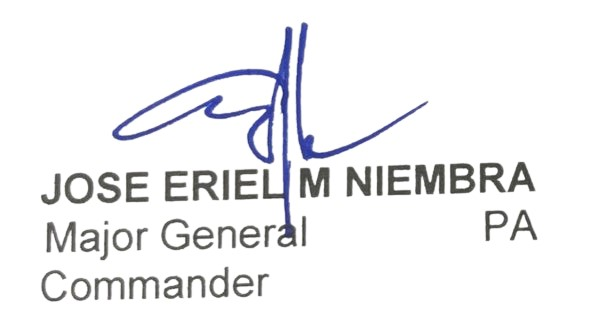 JOSE ERIEL M NIEMBRA
Major General PA
Commander